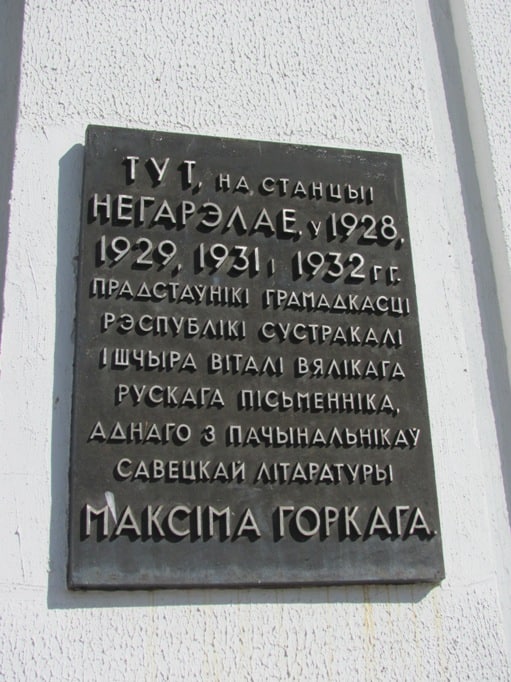 ТУТ, НА СТАНЦЫІ
НЕГАРЭЛАЕ, У 1928,
1929, 1931 І 1932 Г.Г.
ПРАДСТАЎНІКІ ГРАМАДКАСЦІ
РЭСПУБЛІКІ СУСТРАКАЛІ
І ШЧЫРА ВІТАЛІ ВЯЛІКАГА
РУСКАГА ПІСЬМЕННІКА,
АДНАГО З ПАЧЫНАЛЬНІКАЎ
САВЕЦКАЙ ЛІТАРАТУРЫ
МАКСІМА ГОРКАГА.